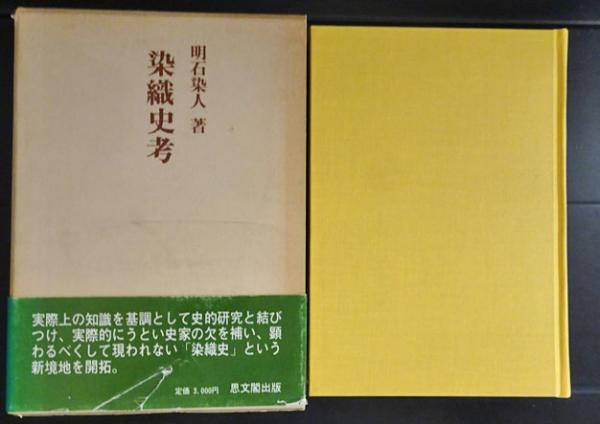 明石染人 著
染織史考
実際上の知識を基調として史的研究と結び
つけ、実際的にうとい史家の欠を補い、顕
わるべくして現われない「染織史」という
新境地を開拓。
定価 3,000円 思文閣出版